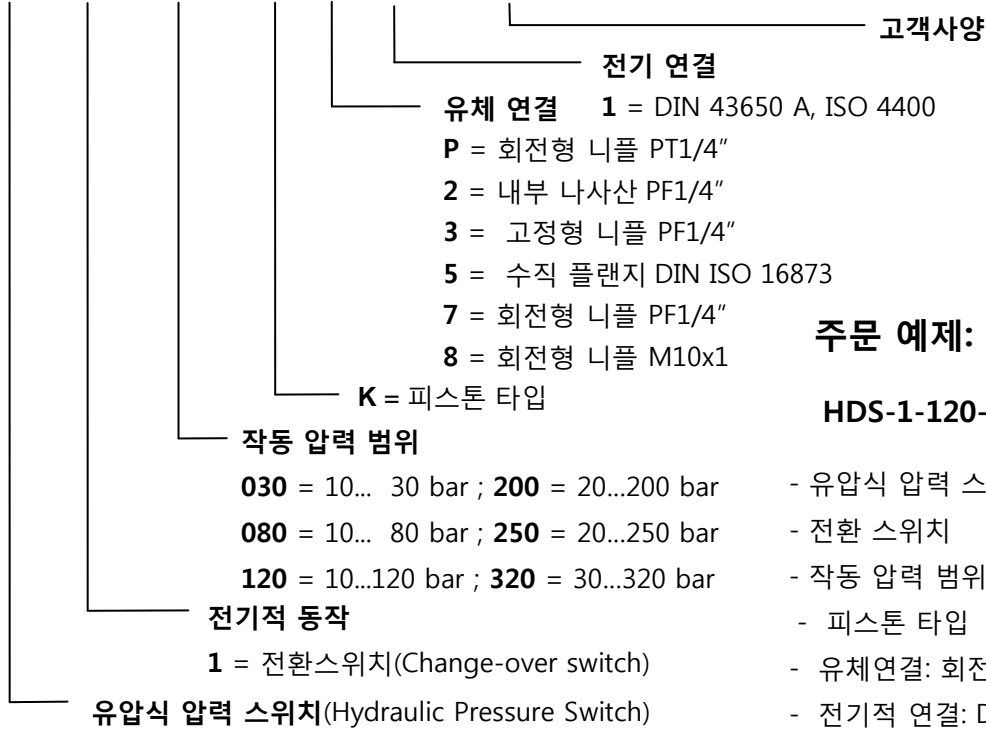 고객사양
전기 연결
유체 연결 1 = DIN 43650 A, ISO 4400
P = 회전형 니플 PT1/4"
2 = 내부 나사산 PF1/4"
3 = 고정형 니플 PF1/4"
5 = 수직 플랜지 DIN ISO 16873
7 = 회전형 니플 PF1/4"
8 = 회전형 니플 M10x1
K = 피스톤 타입
작동 압력 범위
030 = 10... 30 bar ; 200 = 20...200 bar
080 = 10... 80 bar ; 250 = 20...250 bar
120 = 10...120 bar ; 320 = 30...320 bar
전기적 동작
1 = 전환스위치(Change-over switch)
유압식 압력 스위치(Hydraulic Pressure Switch)
주문 예제:
HDS-1-120-
- 유압식 압력 스
- 전환 스위치
- 작동 압력 범위
- 피스톤 타입
- 유체연결: 회전
- 전기적 연결: D